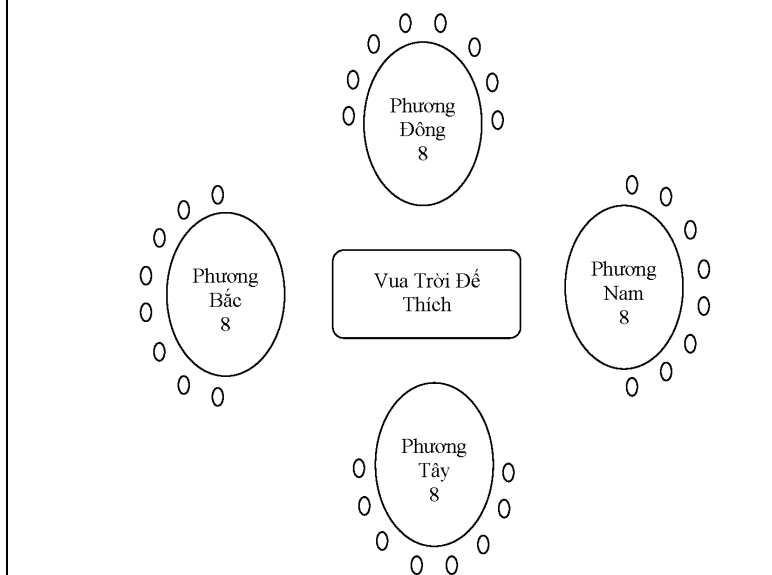 Phương
Đông
8
Phương
Bắc
8
Vua Trời Đế
Thích
Phương
Nam
8
Phương
Tây
8